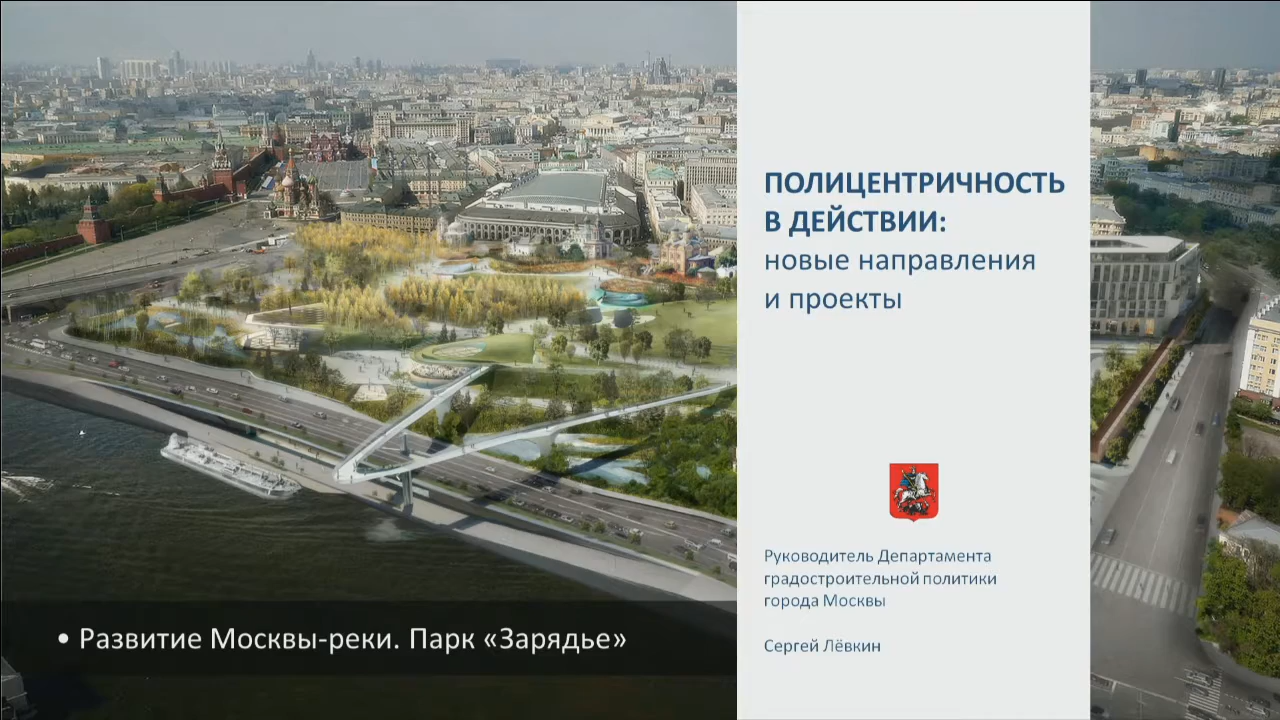 ПОЛИЦЕНТРИЧНОСТЬ
В ДЕЙСТВИИ:
новые направления
и проекты
Руководитель Департамента
градостроительной политики
города Москвы
Сергей Лёвкин
• Развитие Москвы-реки. Парк «Зарядье»